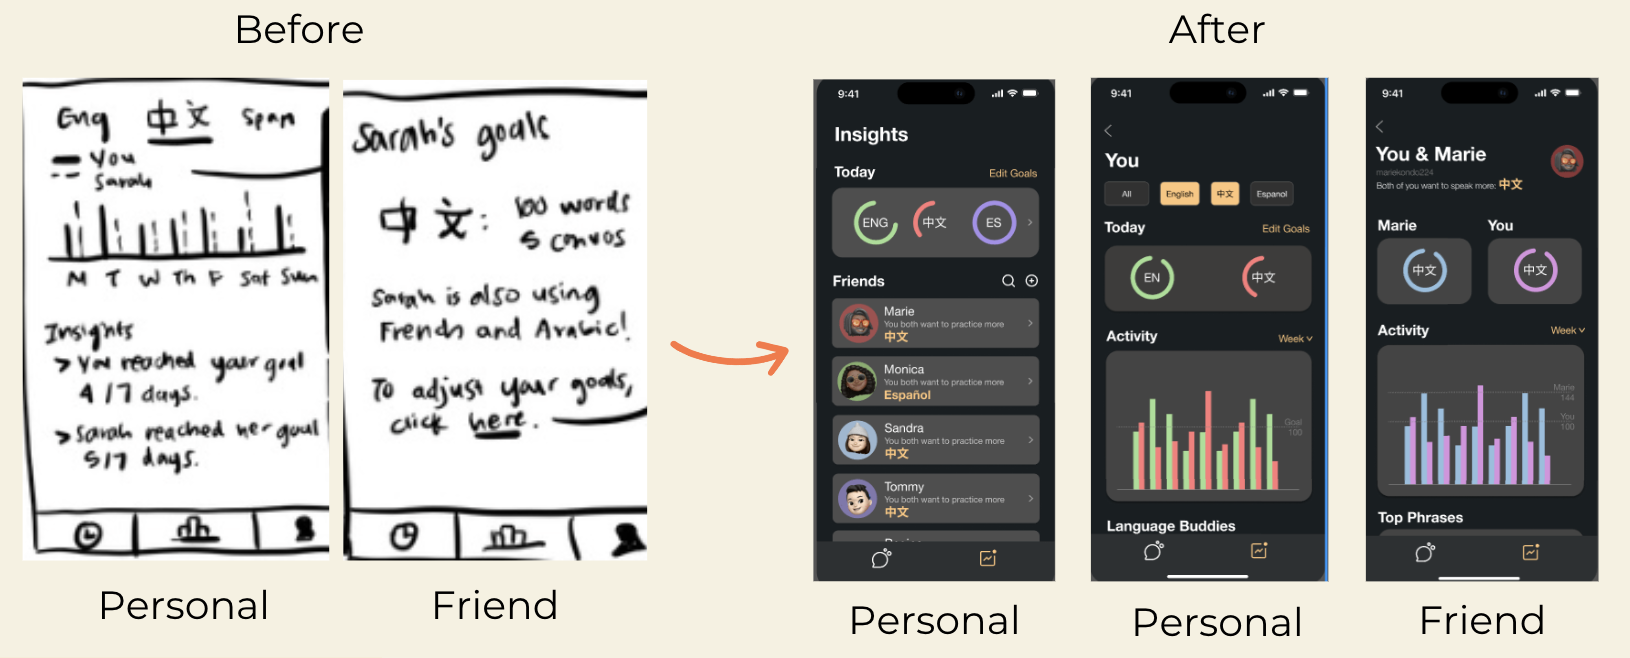 Before
After
Eng 中文 Span
You
Sarah
M T W Th F Sat Sun
Insights
> You reached your goal
4/7 days.
> Sarah reached her goal
5/7 days.
Sarah's goals
中文: 100 words
5 convos
Sarah is also using
French and Arabic!
To adjust your goals,
click here.
9:41
Insights
Today
Edit Goals
ENG
中文
ES
Friends
Marie
You both want to practice more
中文
Monica
You both want to practice more
Español
Sandra
You both want to practice more
中文
Tommy
You both want to practice more
中文
9:41
You
All
English
中文
Espanol
Today
Edit Goals
EN
中文
Activity
Week
Goal
100
Language Buddies
9:41
You & Marie
mariekondo224
Both of you want to speak more: 中文
Marie
You
中文
中文
Activity
Week
Marie
144
You
100
Top Phrases
Personal
Friend
Personal
Personal
Friend